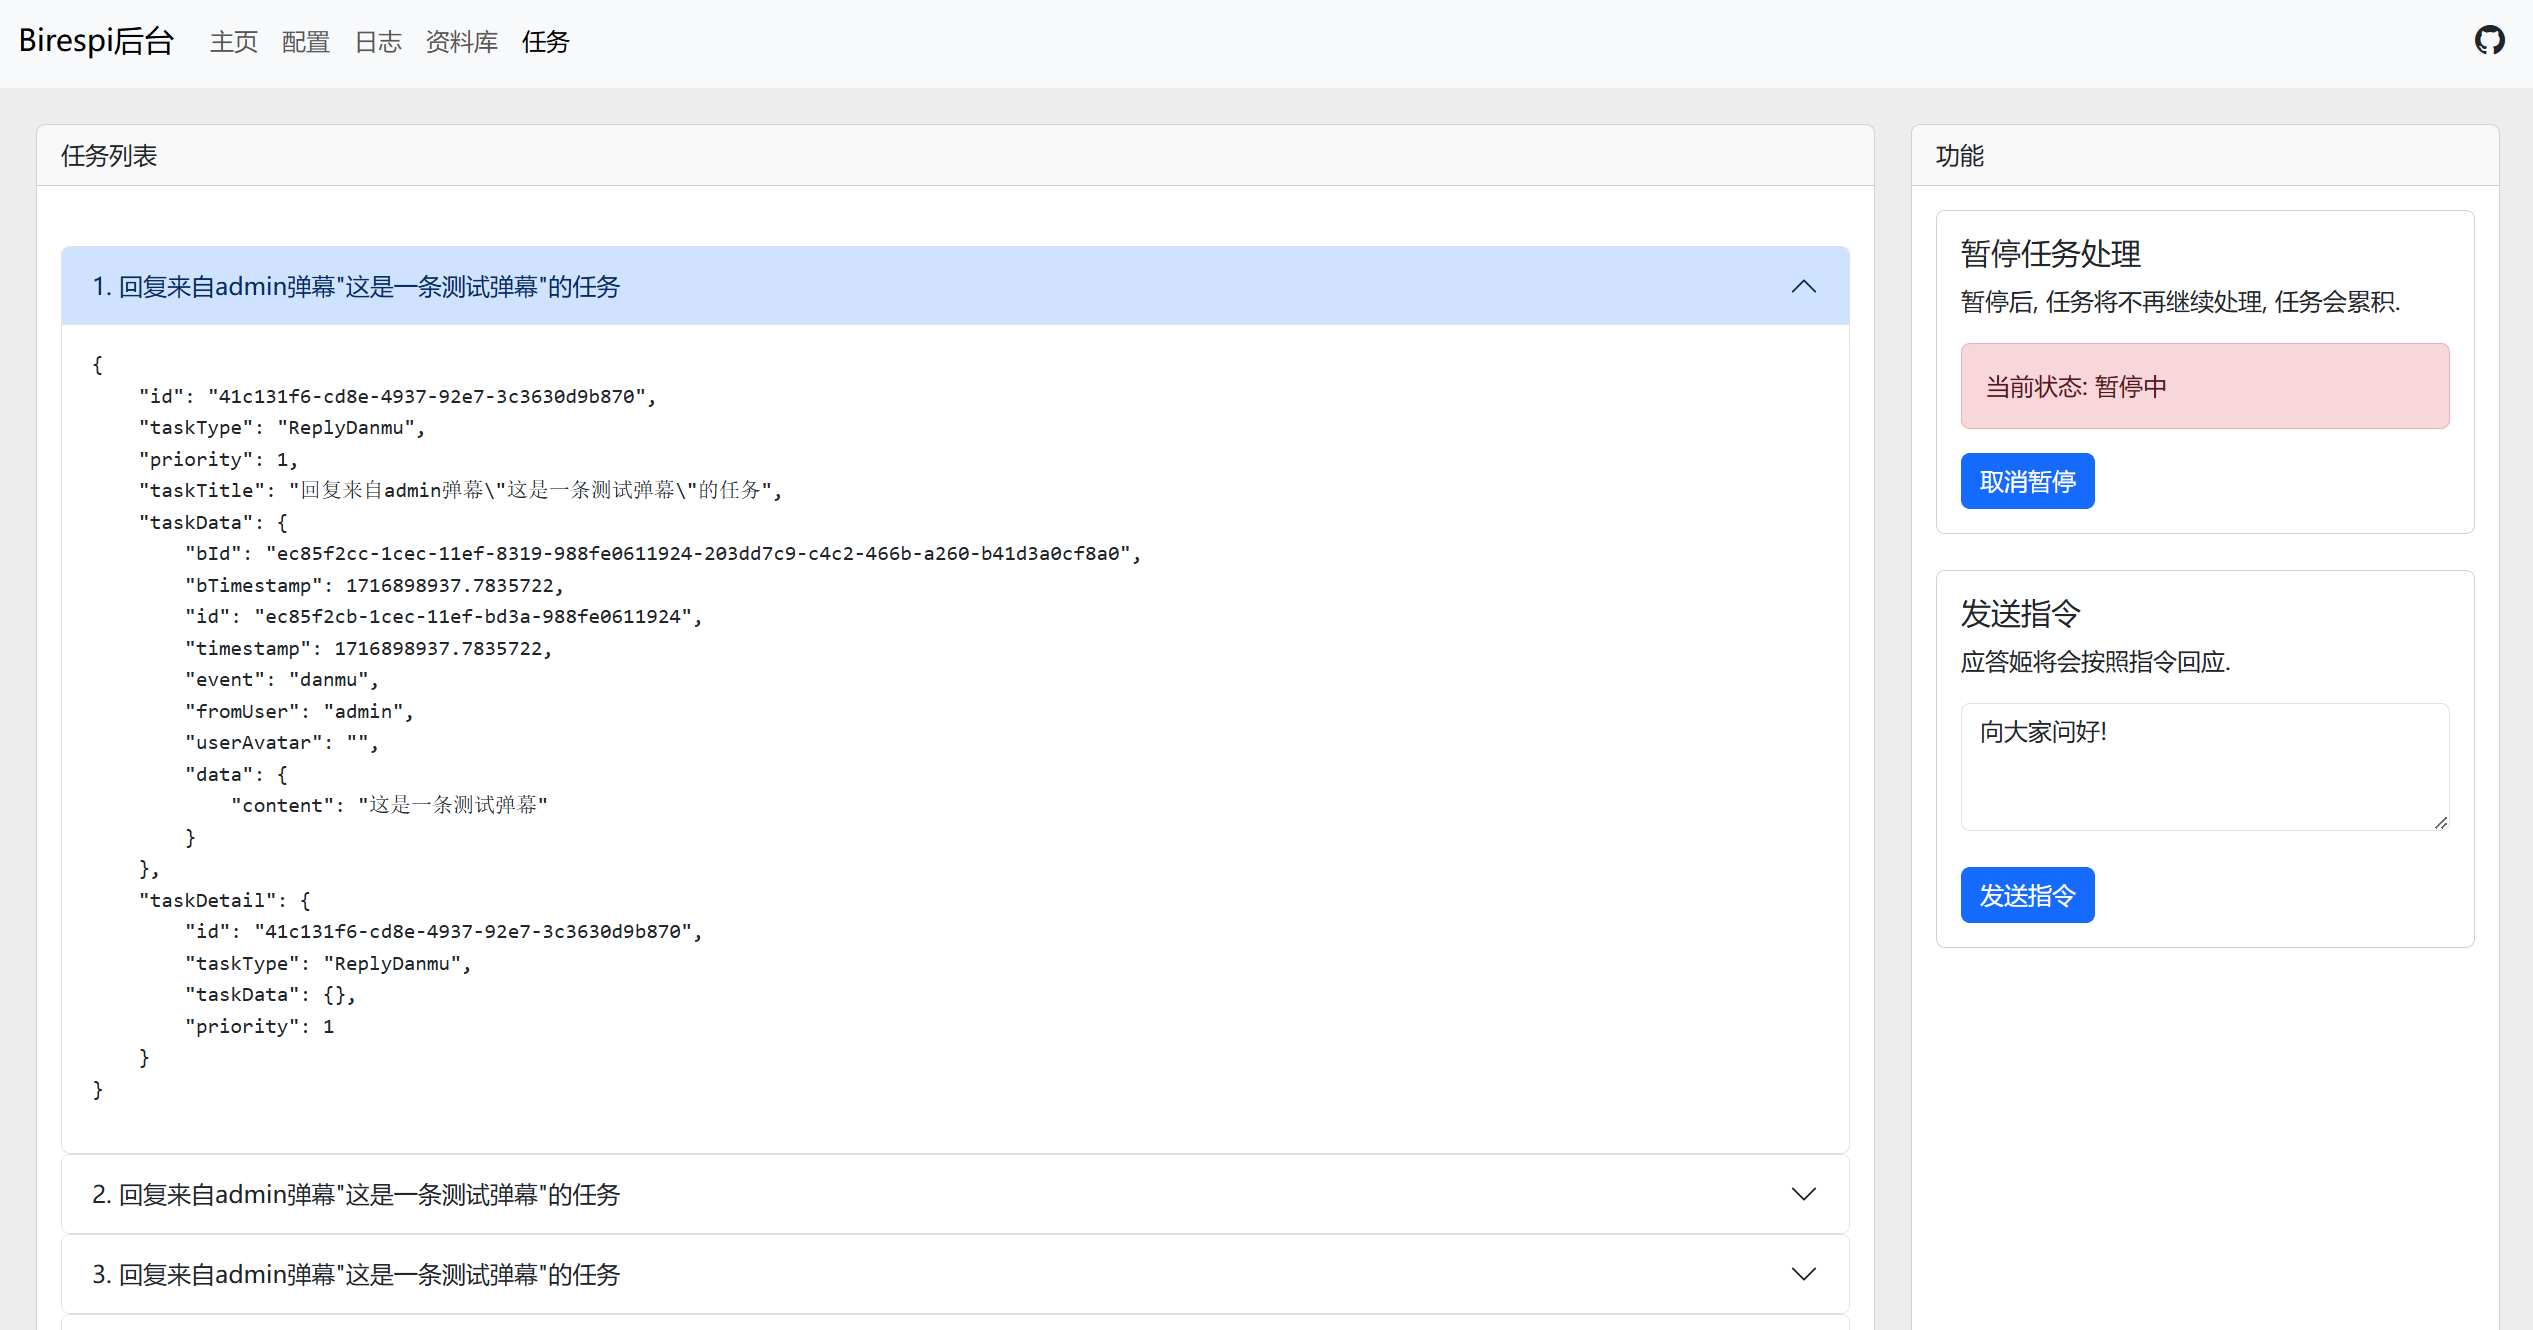 Birespi后台 主页 配置 日志 资料库 任务
任务列表
1. 回复来自admin弹幕"这是一条测试弹幕"的任务
{
    "id": "41c131f6-cd8e-4937-92e7-3c3630d9b870",
    "taskType": "ReplyDanmu",
    "priority": 1,
    "taskTitle": "回复来自admin弹幕\"这是一条测试弹幕\"的任务",
    "taskData": {
        "bId": "ec85f2cc-1cec-11ef-8319-988fe0611924-203dd7c9-c4c2-466b-a260-b41d3a0cf8a0",
        "bTimestamp": 1716898937.7835722,
        "id": "ec85f2cb-1cec-11ef-bd3a-988fe0611924",
        "timestamp": 1716898937.7835722,
        "event": "danmu",
        "fromUser": "admin",
        "userAvatar": "",
        "data": {
            "content": "这是一条测试弹幕"
        }
    },
    "taskDetail": {
        "id": "41c131f6-cd8e-4937-92e7-3c3630d9b870",
        "taskType": "ReplyDanmu",
        "taskData": {},
        "priority": 1
    }
}
2. 回复来自admin弹幕"这是一条测试弹幕"的任务
3. 回复来自admin弹幕"这是一条测试弹幕"的任务
功能
暂停任务处理
暂停后, 任务将不再继续处理, 任务会累积.
当前状态: 暂停中
取消暂停
发送指令
应答姬将会按照指令回应.
向大家问好!
发送指令